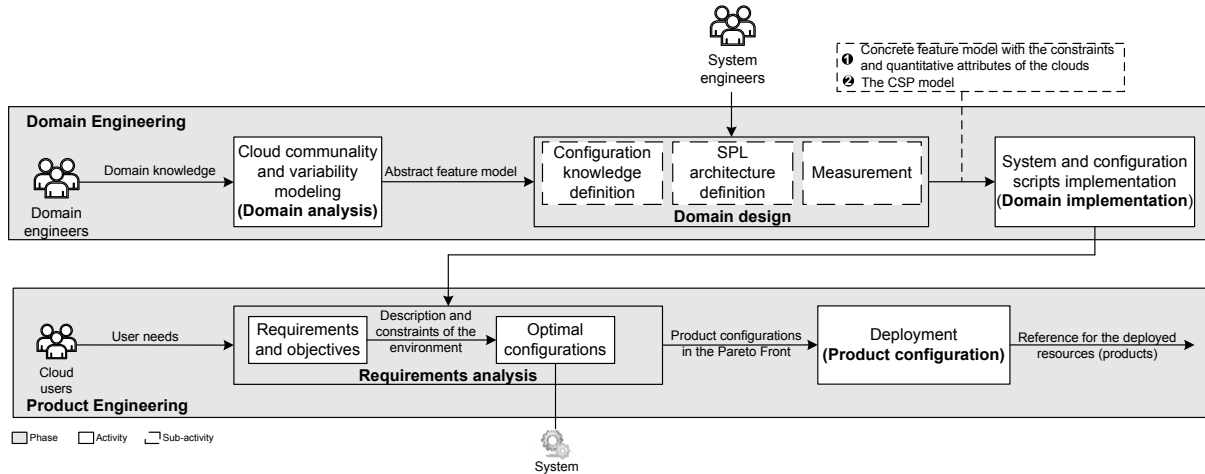 System
engineers
❶ Concrete feature model with the constraints
and quantitative attributes of the clouds
❷ The CSP model
Domain Engineering
Domain
engineers
Domain knowledge
Cloud communality
and variability
modeling
(Domain analysis)
Abstract feature model
Configuration
knowledge
definition
SPL
architecture
definition
Measurement
Domain design
System and configuration
scripts implementation
(Domain implementation)
Cloud
users
User needs
Requirements
and objectives
Description and
constraints of the
environment
Optimal
configurations
Requirements analysis
Product configurations
in the Pareto Front
Deployment
(Product configuration)
Reference for the deployed
resources (products)
Product Engineering
Phase
Activity
Sub-activity
System